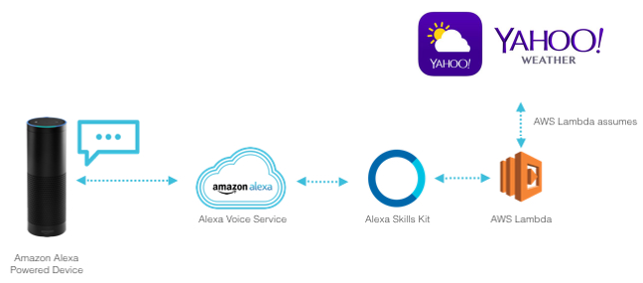 YAHOO!
YAHOO!
WEATHER
AWS Lambda assumes
amazon alexa
Alexa Voice Service
Alexa Skills Kit
AWS Lambda
Amazon Alexa
Powered Device